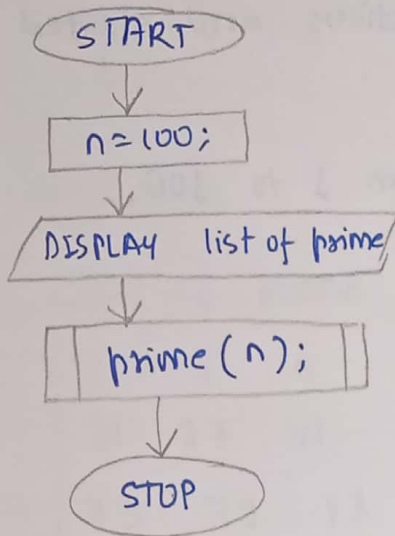 START
n=100;
DISPLAY list of prime
prime(n);
STOP